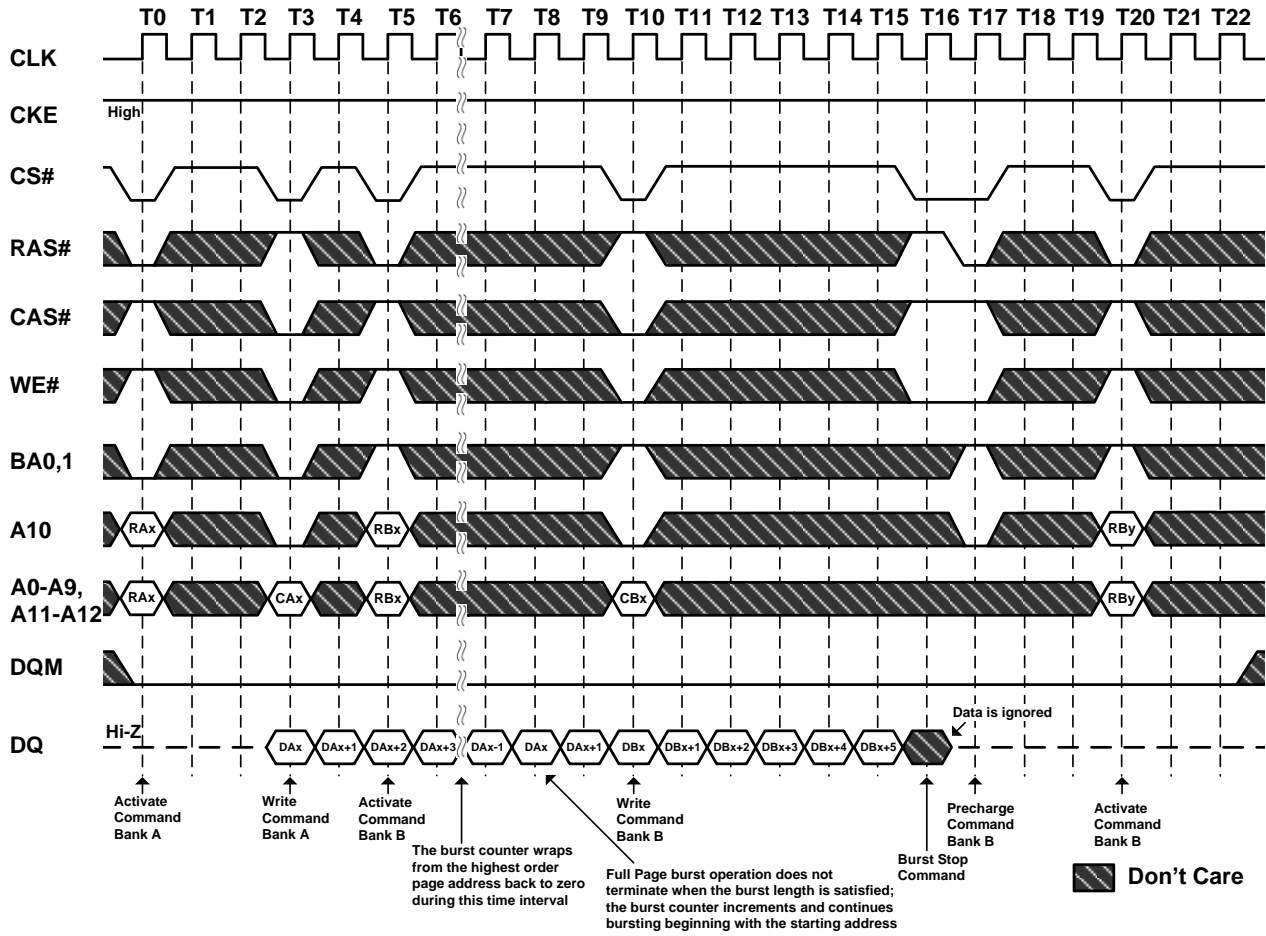 T0 T1 T2 T3 T4 T5 T6 T7 T8 T9 T10 T11 T12 T13 T14 T15 T16 T17 T18 T19 T20 T21 T22
CLK
CKE
High
CS#
RAS#
CAS#
WE#
BA0,1
A10
RAx RBx RBy
A0-A9,
A11-A12
RAx CAx RBx CBx RBy
DQM
DQ
Hi-Z
DAx DAx+1 DAx+2 DAx+3 DAx-1 DAx DAx+1 DBx DBx+1 DBx+2 DBx+3 DBx+4 DBx+5
Data is ignored
Activate
Command
Bank A
Write
Command
Bank A
Activate
Command
Bank B
The burst counter wraps
from the highest order
page address back to zero
during this time interval
Full Page burst operation does not
terminate when the burst length is satisfied;
the burst counter increments and continues
bursting beginning with the starting address
Write
Command
Bank B
Burst Stop
Command
Precharge
Command
Bank B
Activate
Command
Bank B
Don't Care